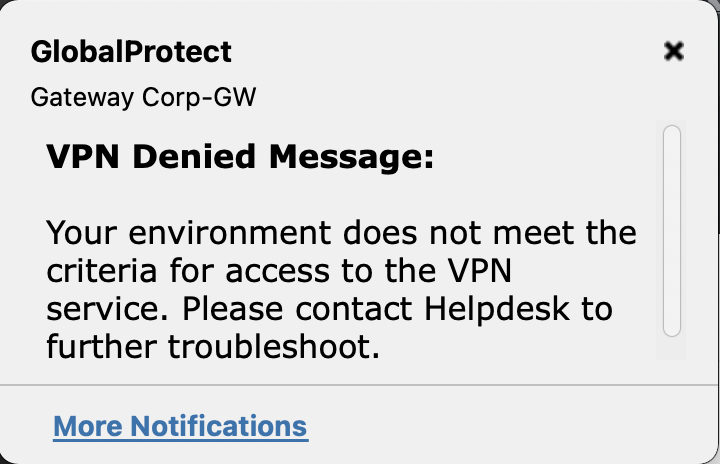 GlobalProtect
Gateway Corp-GW
VPN Denied Message:
Your environment does not meet the
criteria for access to the VPN
service. Please contact Helpdesk to
further troubleshoot.
More Notifications